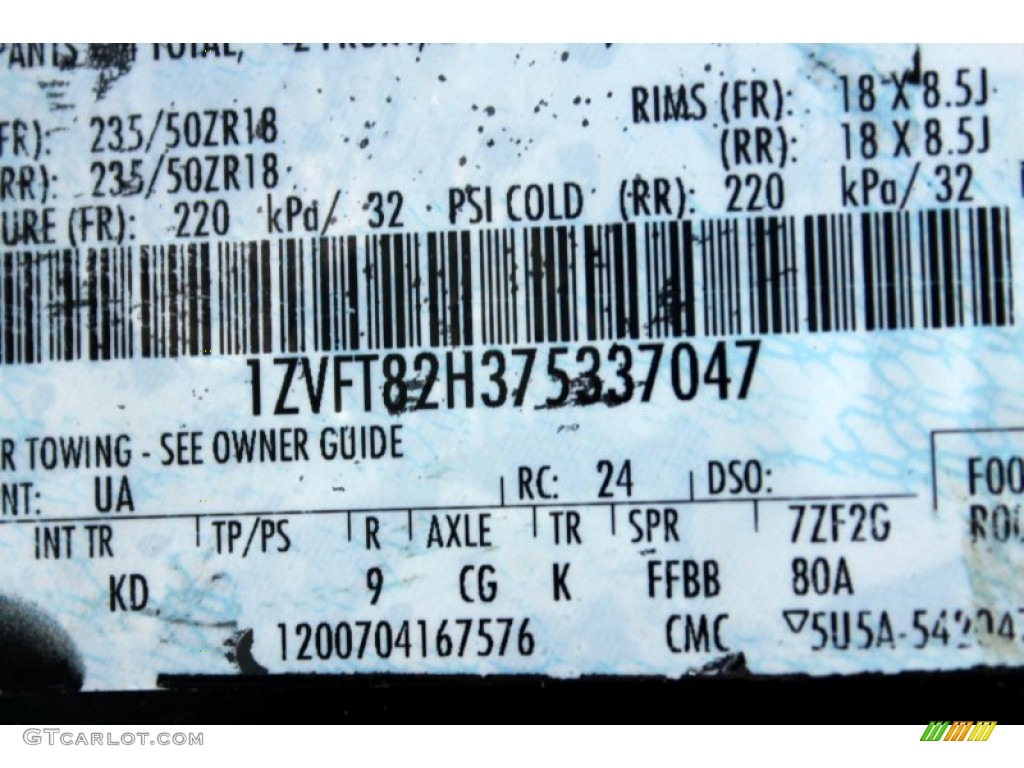 TOTAL,
RIMS (FR): 18 X 8.5J
FR): 235/50ZR18
(RR): 18 X 8.5J
RR): 235/50ZR18
URE (FR): 220 kPa/ 32 PSI COLD (RR): 220 kPa/ 32
1ZVFT82H375337047
R TOWING - SEE OWNER GUIDE
NT: UA RC: 24 DSO: F00
INT TR TP/PS R AXLE TR SPR 7ZF2G
KD 9 CG K FFBB 80A
1200704167576 CMC
GTCARLOT.COM